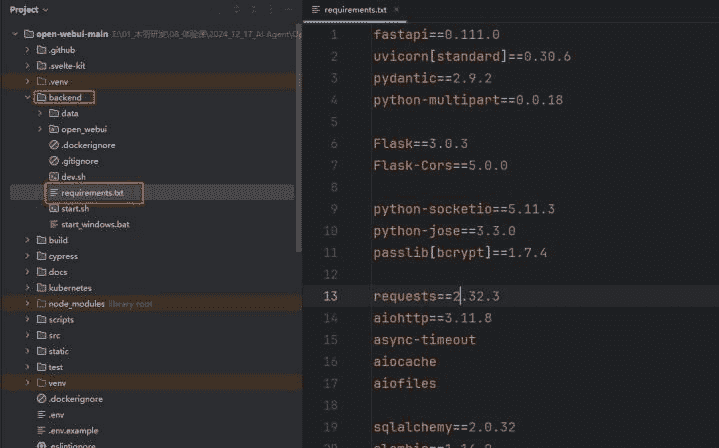 Project
requirements.txt
open-webui-main
.github
.svelte-kit
.venv
backend
data
open_webui
.dockerignore
.gitignore
dev.sh
requirements.txt
start.sh
start_windows.bat
build
cypress
docs
kubernetes
node_modules library root
scripts
src
static
test
venv
.dockerignore
.env
.env.example
.eslintignore
1 fastapi==0.111.0
2 uvicorn[standard]==0.30.6
3 pydantic==2.9.2
4 python-multipart==0.0.18
5
6 Flask==3.0.3
7 Flask-Cors==5.0.0
8
9 python-socketio==5.11.3
10 python-jose==3.3.0
11 passlib[bcrypt]==1.7.4
12
13 requests==2.32.3
14 aiohttp==3.11.8
15 async-timeout
16 aiocache
17 aiofiles
18
19 sqlalchemy==2.0.32